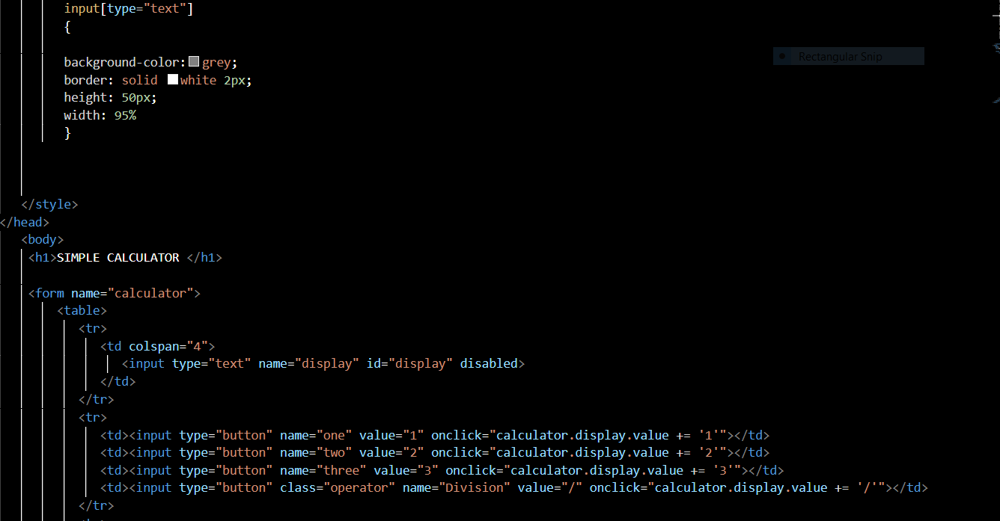 input[type="text"]
{
background-color: grey;
Rectangular Snip
border: solid white 2px;
height: 50px;
width: 95%
}
</style>
</head>
<body>
<h1>SIMPLE CALCULATOR </h1>
<form name="calculator">
<table>
<tr>
<td colspan="4">
<input type="text" name="display" id="display" disabled>
</td>
</tr>
<tr>
<td><input type="button" name="one" value="1" onclick="calculator.display.value += '1'"></td>
<td><input type="button" name="two" value="2" onclick="calculator.display.value += '2'"></td>
<td><input type="button" name="three" value="3" onclick="calculator.display.value += '3'"></td>
<td><input type="button" class="operator" name="Division" value="/" onclick="calculator.display.value += '/'"></td>
</tr>